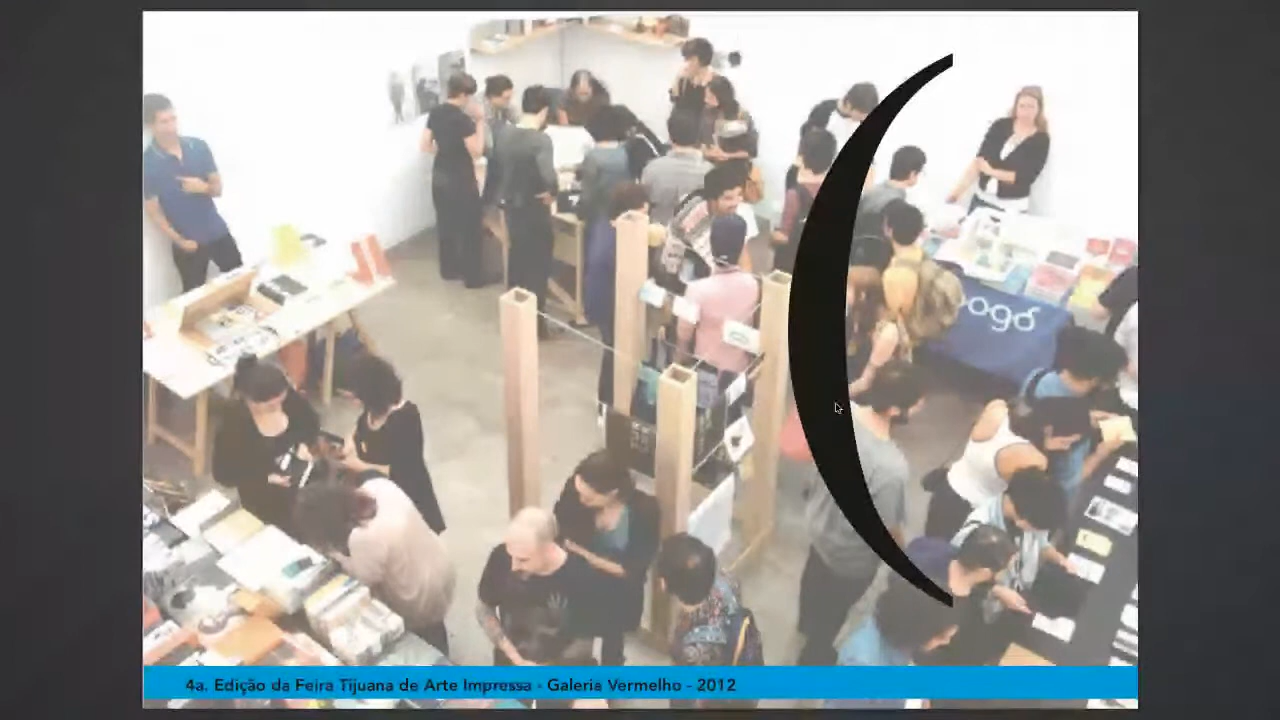 (
ogó
4a. Edição da Feira Tijuana de Arte Impressa - Galeria Vermelho - 2012